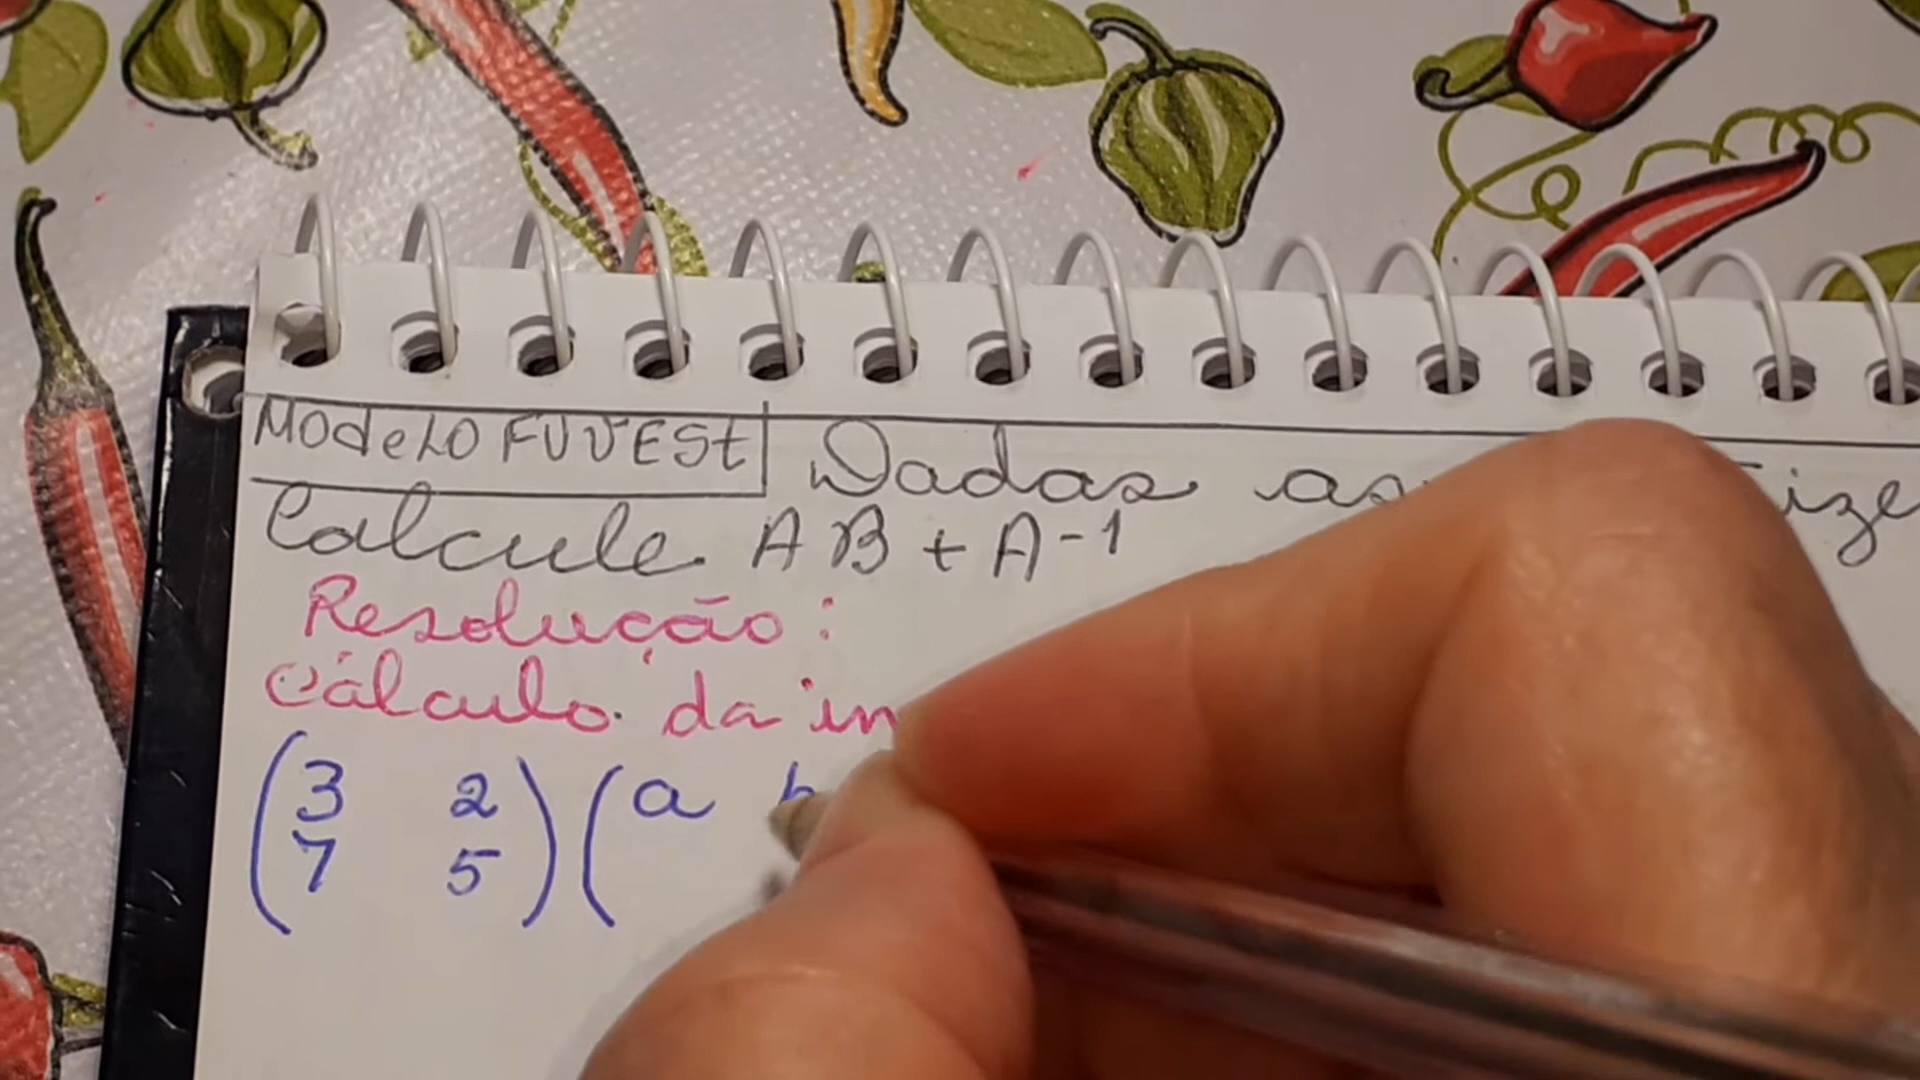 Modelo FUVEST Dadas as
Calcule AB + A-1
Resolução:
Cálculo da in
3 2 a b
7 5